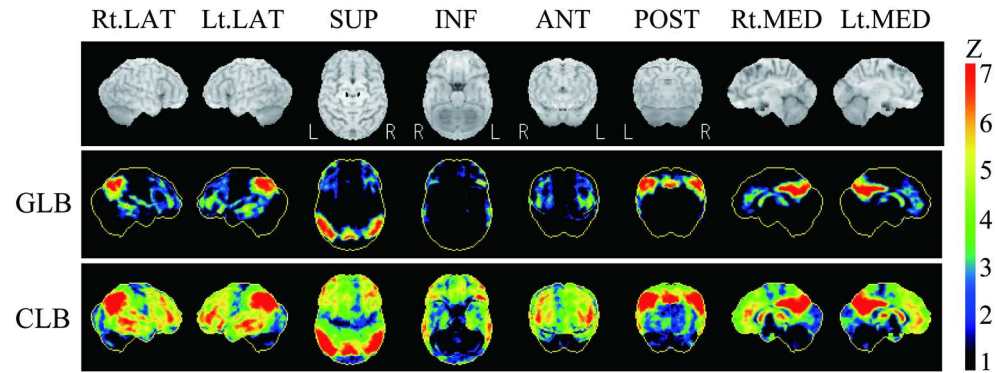 Rt.LAT Lt.LAT SUP INF ANT POST Rt.MED Lt.MED
Z
7
L R R L R L L R
6
GLB
5
4
3
CLB
2
1